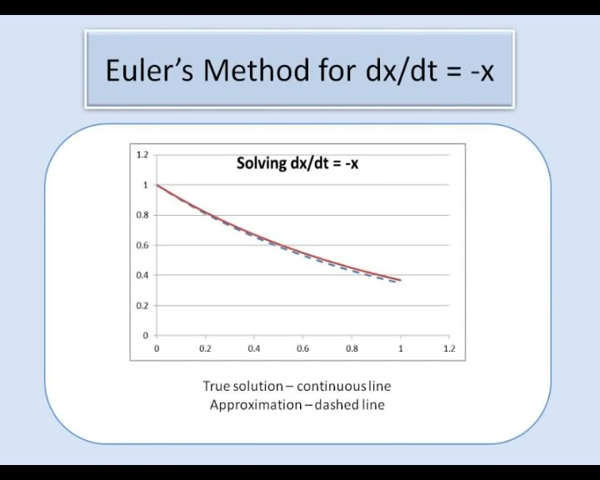 Euler’s Method for dx/dt = -x
Solving dx/dt = -x
1.2
1
0.8
0.6
0.4
0.2
0
0 0.2 0.4 0.6 0.8 1 1.2
True solution – continuous line
Approximation – dashed line